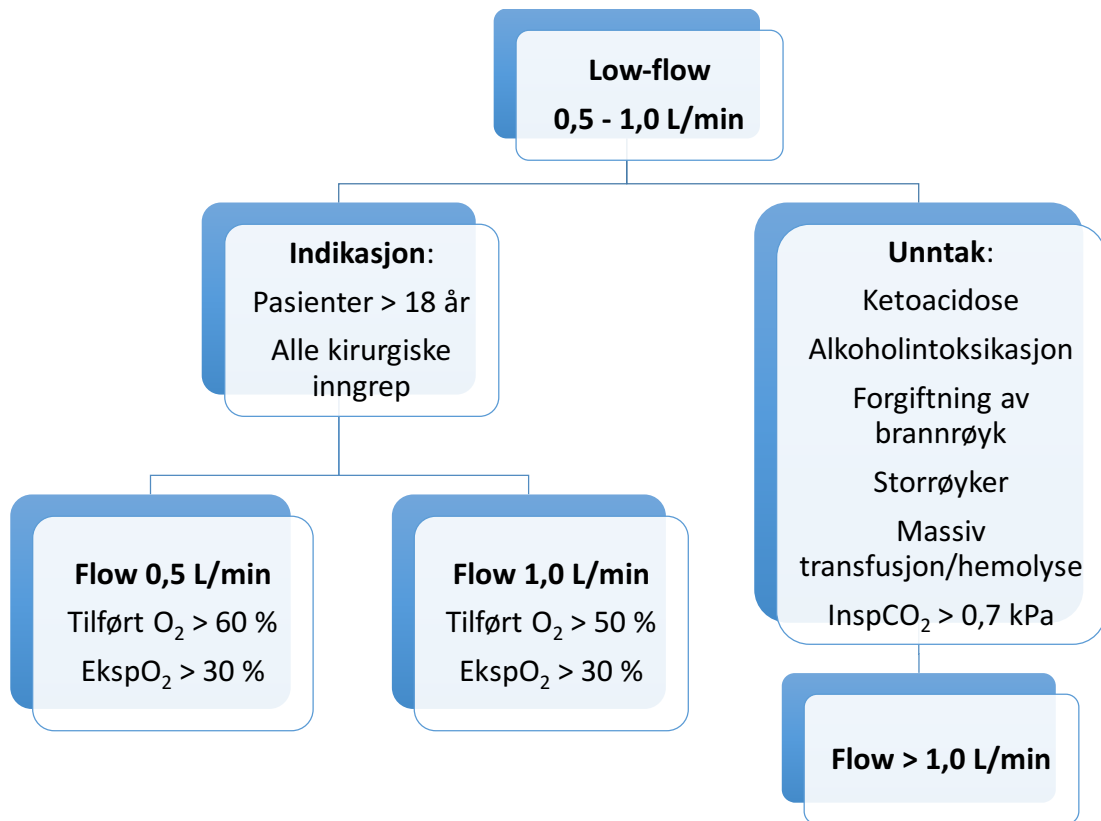 Low-flow
0,5 - 1,0 L/min
Indikasjon:
Pasienter > 18 år
Alle kirurgiske
inngrep
Unntak:
Ketoacidose
Alkoholintoksikasjon
Forgiftning av
brannrøyk
Storrøyker
Massiv
transfusjon/hemolyse
InspCO₂ > 0,7 kPa
Flow 0,5 L/min
Tilført O₂ > 60 %
EkspO₂ > 30 %
Flow 1,0 L/min
Tilført O₂ > 50 %
EkspO₂ > 30 %
Flow > 1,0 L/min